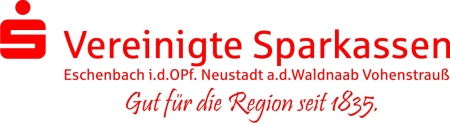 Vereinigte Sparkassen
Eschenbach i.d.OPf. Neustadt a.d.Waldnaab Vohenstrauß
Gut für die Region seit 1835.